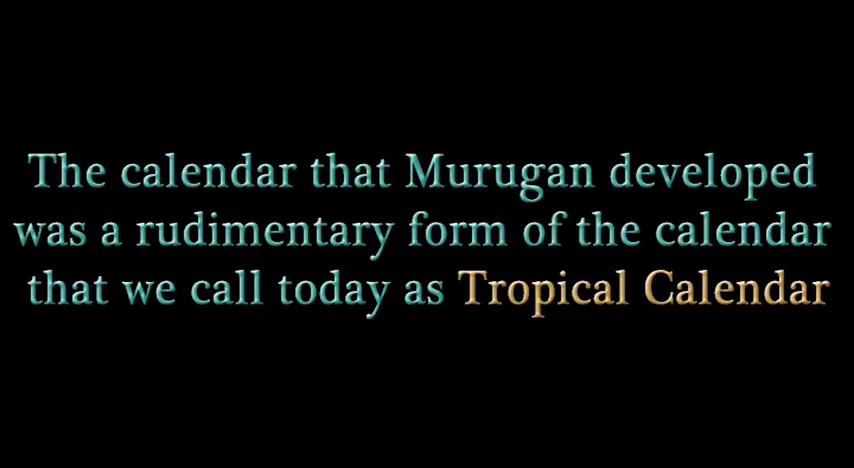 The calendar that Murugan developed
was a rudimentary form of the calendar
that we call today as Tropical Calendar